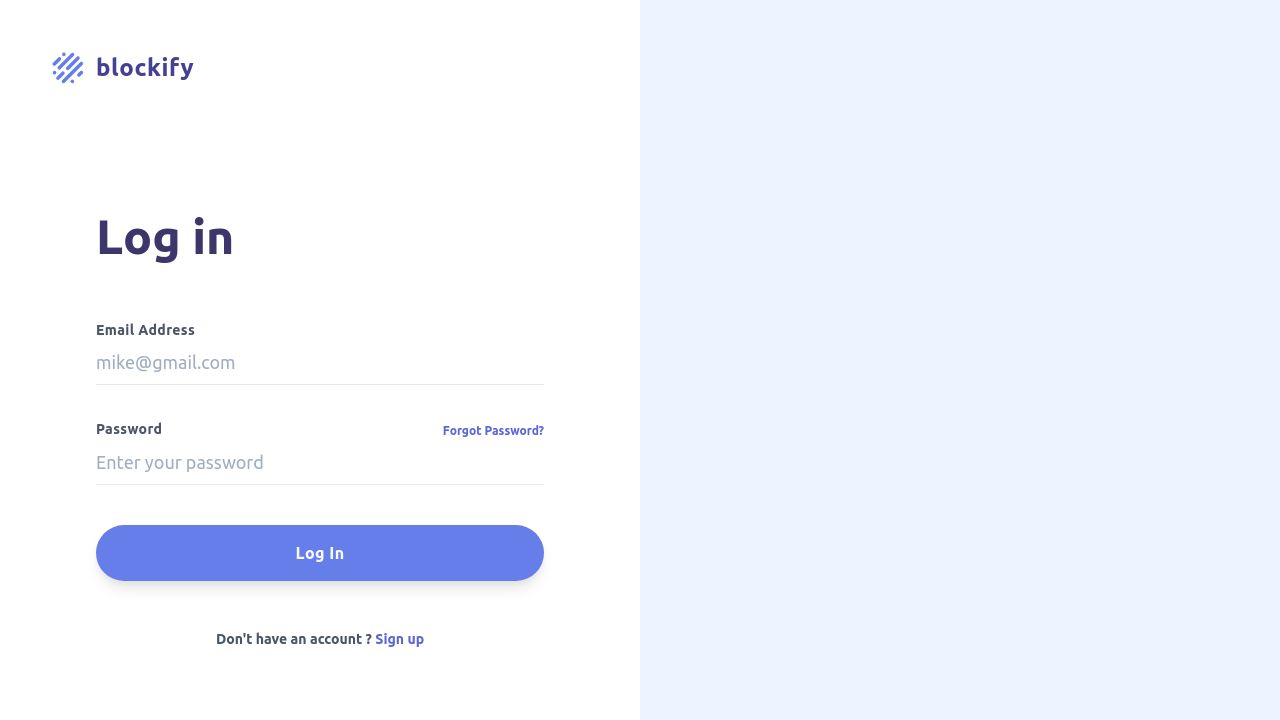 blockify
Log in
Email Address
mike@gmail.com
Password
Forgot Password?
Enter your password
Log In
Don't have an account ? Sign up